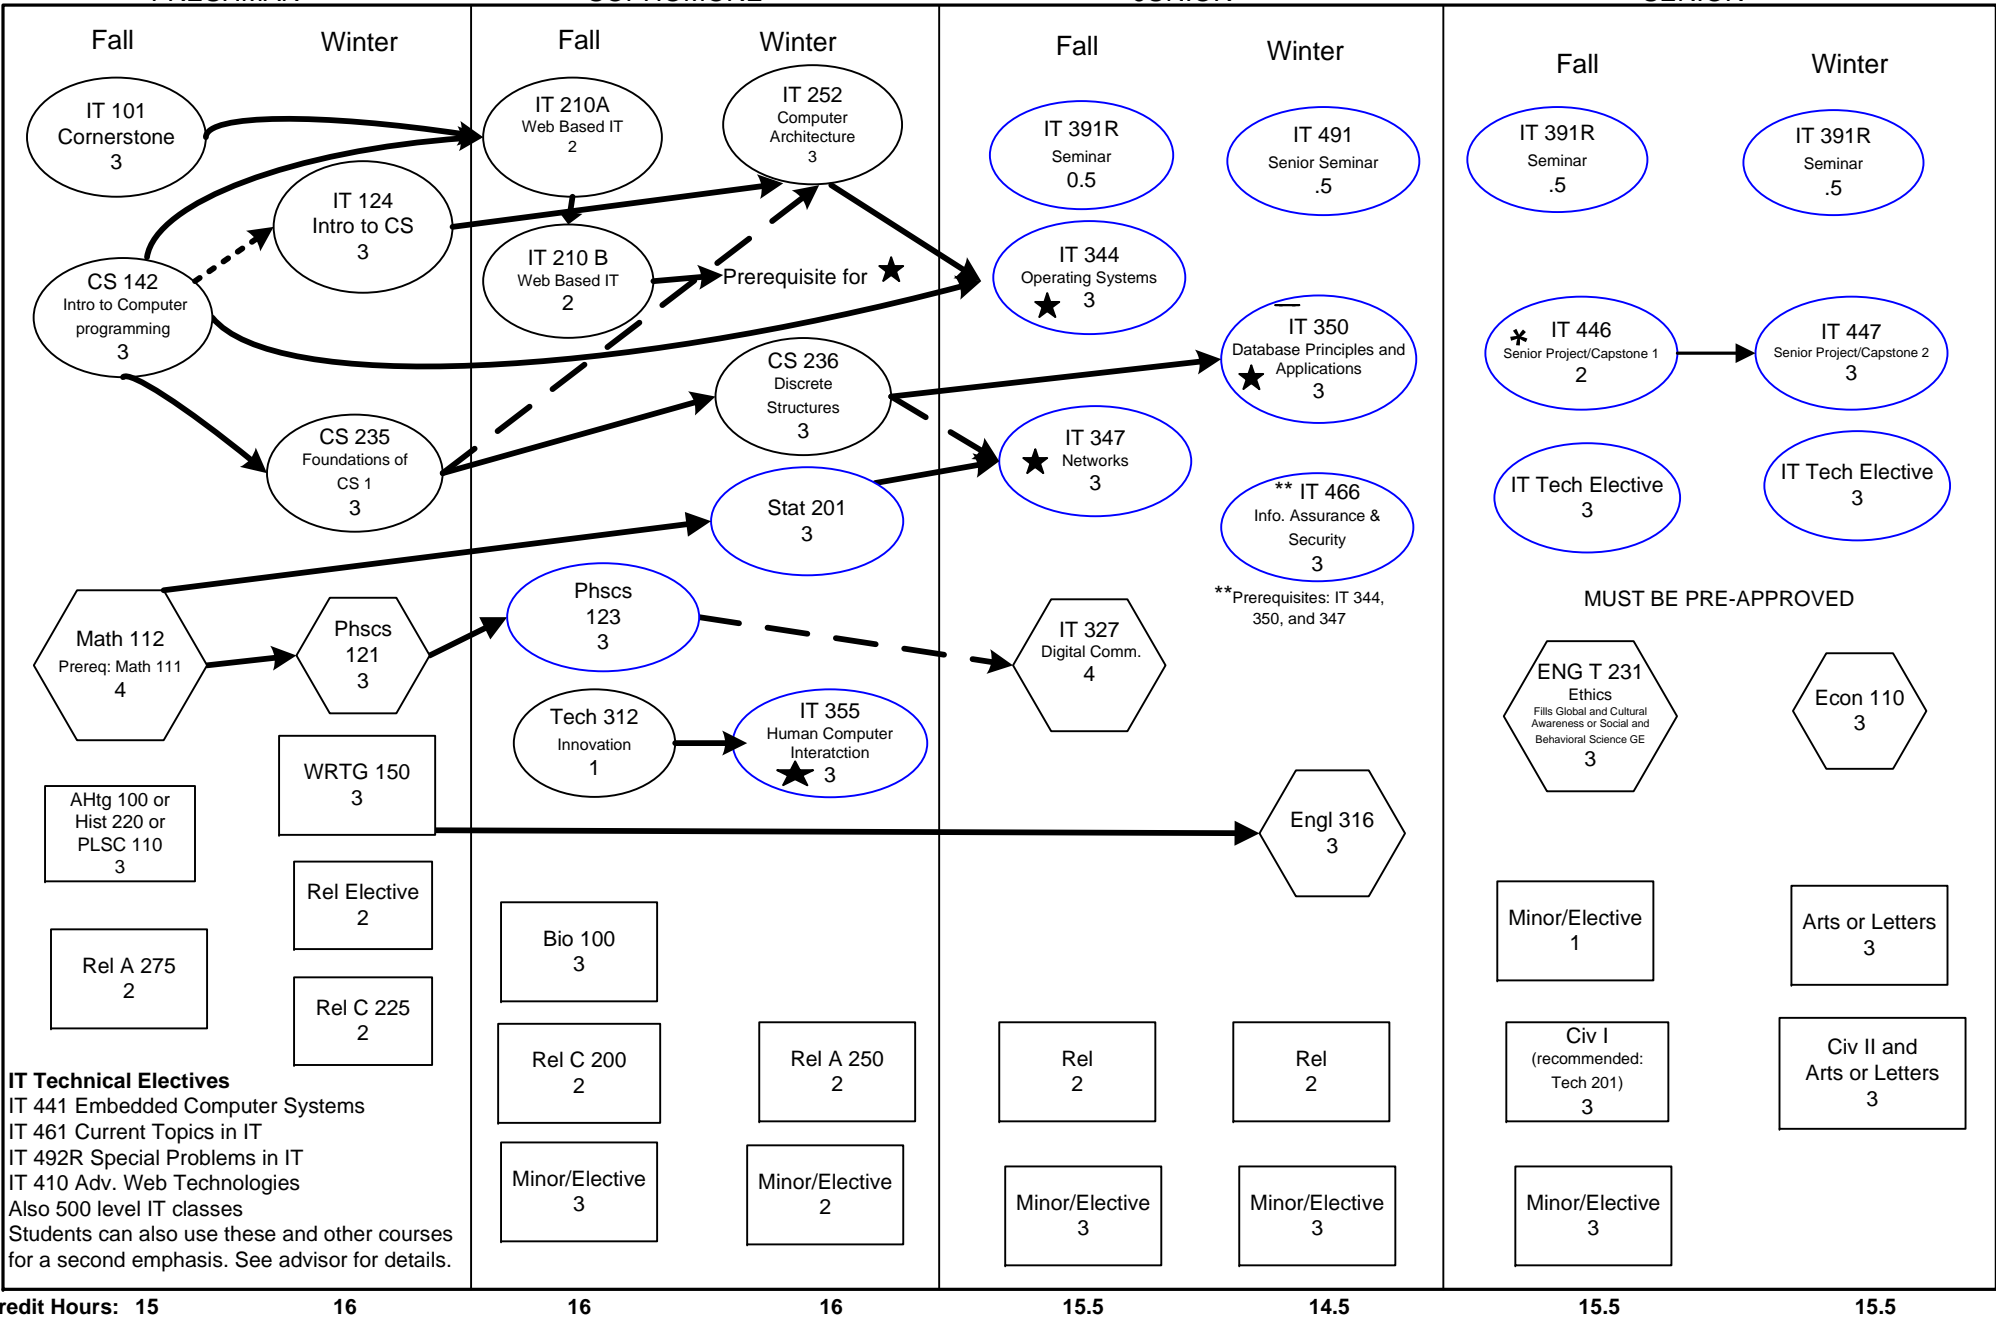 FRESHMAN
SOPHOMORE
JUNIOR
SENIOR
Fall
Winter
Fall
Winter
Fall
Winter
Fall
Winter
IT 101
Cornerstone
3
CS 142
Intro to Computer
programming
3
Math 112
Prereq: Math 111
4
AHtg 100 or
Hist 220 or
PLSC 110
3
Rel A 275
2
IT 124
Intro to CS
3
CS 235
Foundations of
CS 1
3
Phscs
121
3
WRTG 150
3
Rel Elective
2
Rel C 225
2
IT Technical Electives
IT 441 Embedded Computer Systems
IT 461 Current Topics in IT
IT 492R Special Problems in IT
IT 410 Adv. Web Technologies
Also 500 level IT classes
Students can also use these and other courses
for a second emphasis. See advisor for details.
IT 210A
Web Based IT
2
IT 210 B
Web Based IT
2
Prerequisite for ★
Phscs
123
3
Tech 312
Innovation
1
Bio 100
3
Rel C 200
2
Minor/Elective
3
IT 252
Computer
Architecture
3
CS 236
Discrete
Structures
3
Stat 201
3
IT 355
Human Computer
Interatction
★ 3
Rel A 250
2
Minor/Elective
2
IT 391R
Seminar
0.5
IT 344
Operating Systems
★ 3
IT 347
★ Networks
3
IT 327
Digital Comm.
4
Rel
2
Minor/Elective
3
IT 491
Senior Seminar
.5
IT 350
Database Principles and
★ Applications
3
** IT 466
Info. Assurance &
Security
3
**Prerequisites: IT 344,
350, and 347
Engl 316
3
Rel
2
Minor/Elective
3
IT 391R
Seminar
.5
* IT 446
Senior Project/Capstone 1
2
IT Tech Elective
3
MUST BE PRE-APPROVED
ENG T 231
Ethics
Fills Global and Cultural
Awareness or Social and
Behavioral Science GE
3
Minor/Elective
1
Civ I
(recommended:
Tech 201)
3
Minor/Elective
3
IT 391R
Seminar
.5
IT 447
Senior Project/Capstone 2
3
IT Tech Elective
3
Econ 110
3
Arts or Letters
3
Civ II and
Arts or Letters
3
redit Hours: 15 16 16 16 15.5 14.5 15.5 15.5